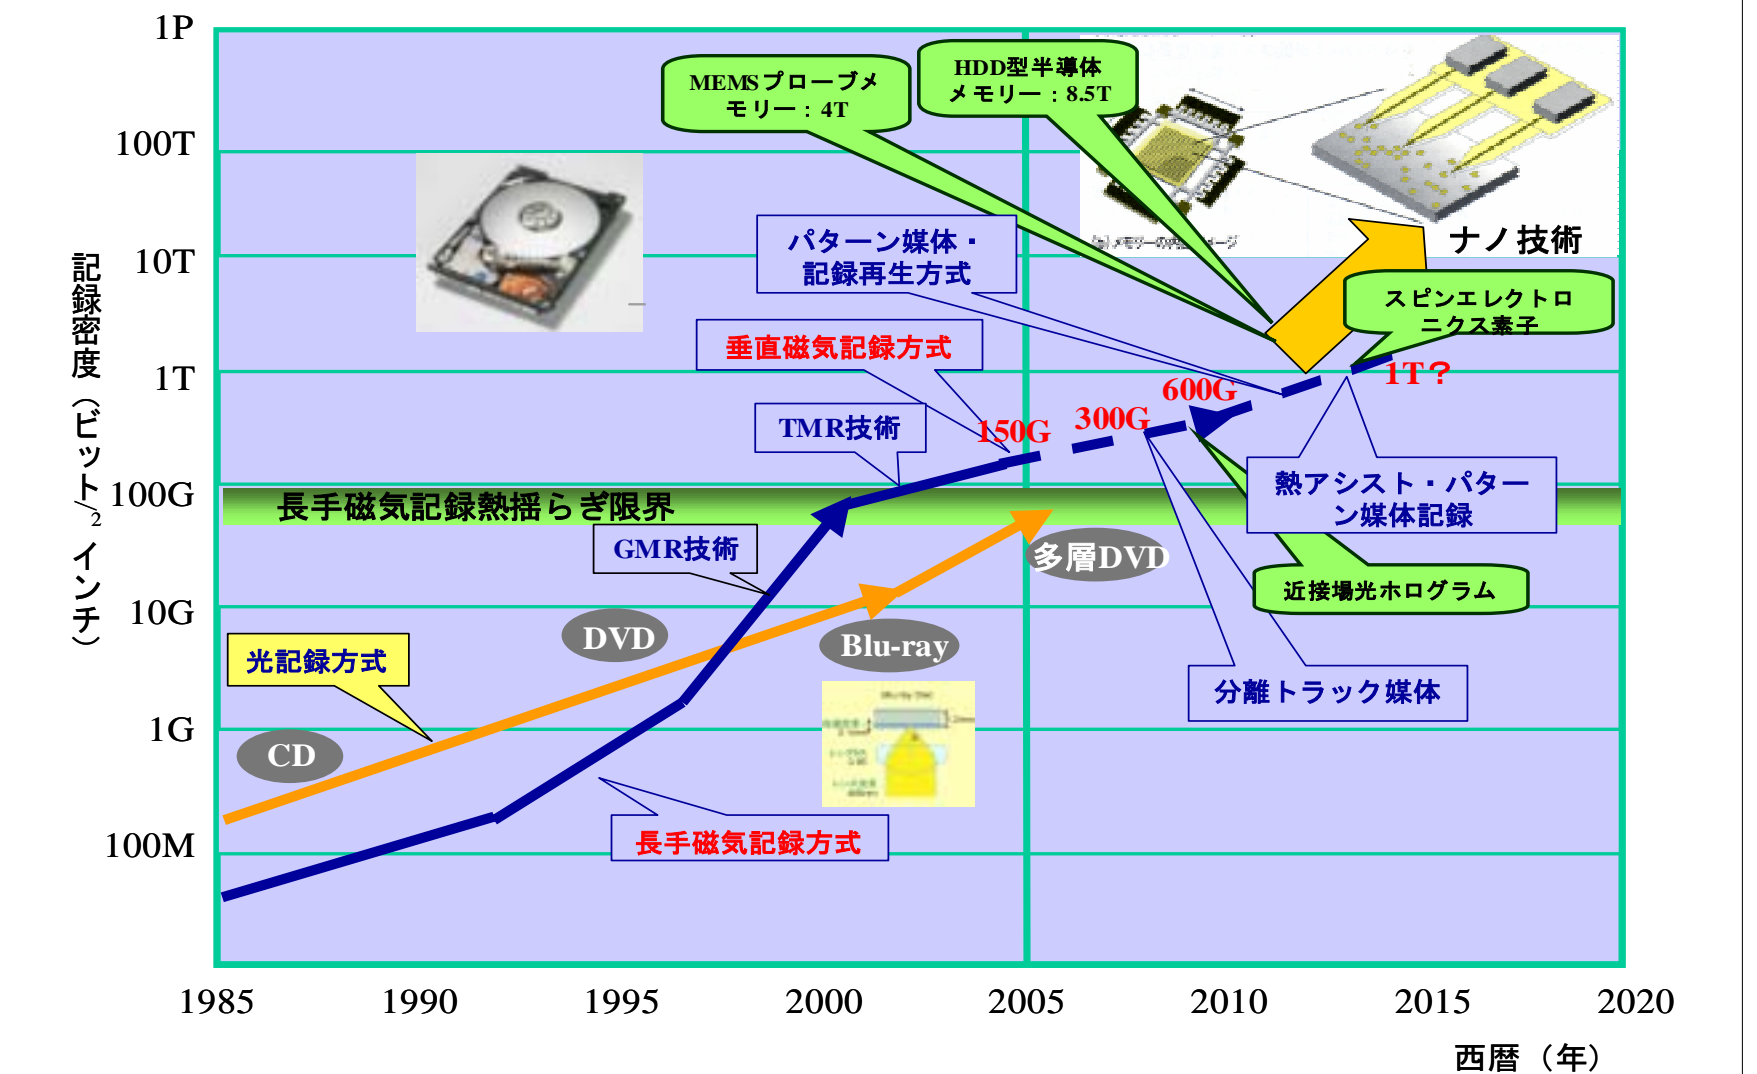 1P
100T
10T
1T
100G
10G
1G
100M
記録密度（ビット/2インチ）
MEMSプローブメ
モリー：4T
HDD型半導体
メモリー：8.5T
ナノ技術
パターン媒体・
記録再生方式
スピンエレクトロ
ニクス素子
垂直磁気記録方式
1T？
600G
300G
150G
TMR技術
熱アシスト・パター
ン媒体記録
長手磁気記録熱揺らぎ限界
GMR技術
多層DVD
近接場光ホログラム
DVD
Blu-ray
光記録方式
分離トラック媒体
CD
長手磁気記録方式
1985
1990
1995
2000
2005
2010
2015
2020
西暦（年）